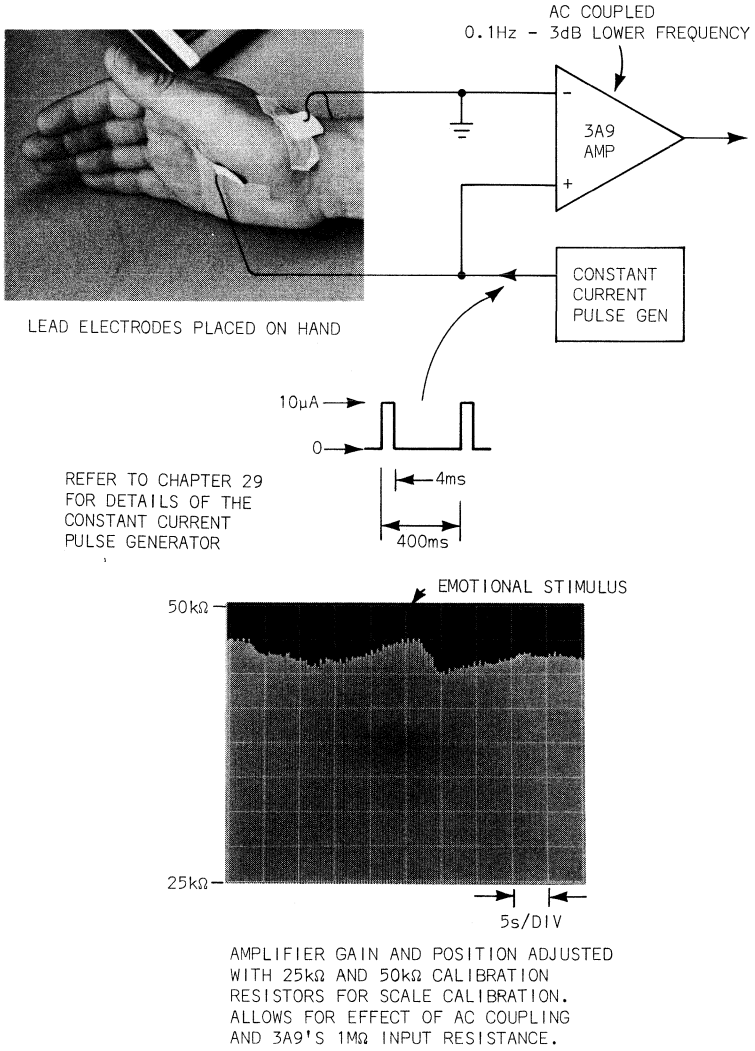 AC COUPLED
0.1Hz - 3dB LOWER FREQUENCY
-
3A9
AMP
+
CONSTANT
CURRENT
PULSE GEN
LEAD ELECTRODES PLACED ON HAND
10μA
0
4ms
400ms
REFER TO CHAPTER 29
FOR DETAILS OF THE
CONSTANT CURRENT
PULSE GENERATOR
EMOTIONAL STIMULUS
50kΩ
25kΩ
5s/DIV
AMPLIFIER GAIN AND POSITION ADJUSTED
WITH 25kΩ AND 50kΩ CALIBRATION
RESISTORS FOR SCALE CALIBRATION.
ALLOWS FOR EFFECT OF AC COUPLING
AND 3A9'S 1MΩ INPUT RESISTANCE.